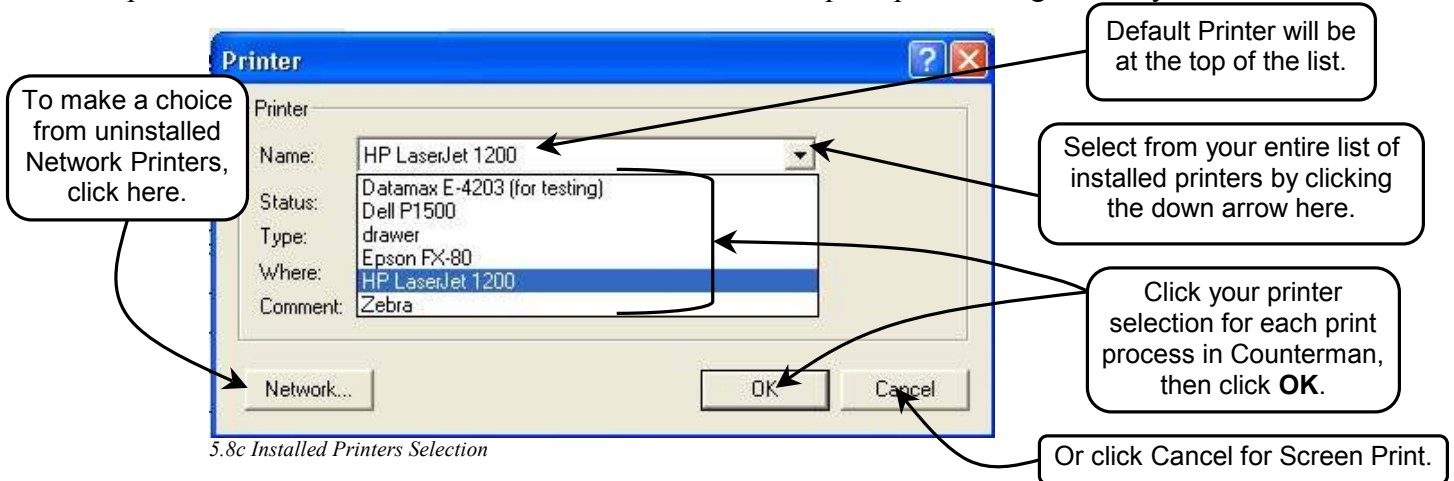 Default Printer will be
at the top of the list.
Printer
To make a choice
from uninstalled
Network Printers,
click here.
Printer
Name: HP LaserJet 1200
Select from your entire list of
installed printers by clicking
the down arrow here.
Status:
Type:
Where:
Comment:
Datamax E-4203 (for testing)
Dell P1500
drawer
Epson FX-80
HP LaserJet 1200
Zebra
Click your printer
selection for each print
process in Counterman,
then click OK.
Network...
OK
Cancel
5.8c Installed Printers Selection
Or click Cancel for Screen Print.